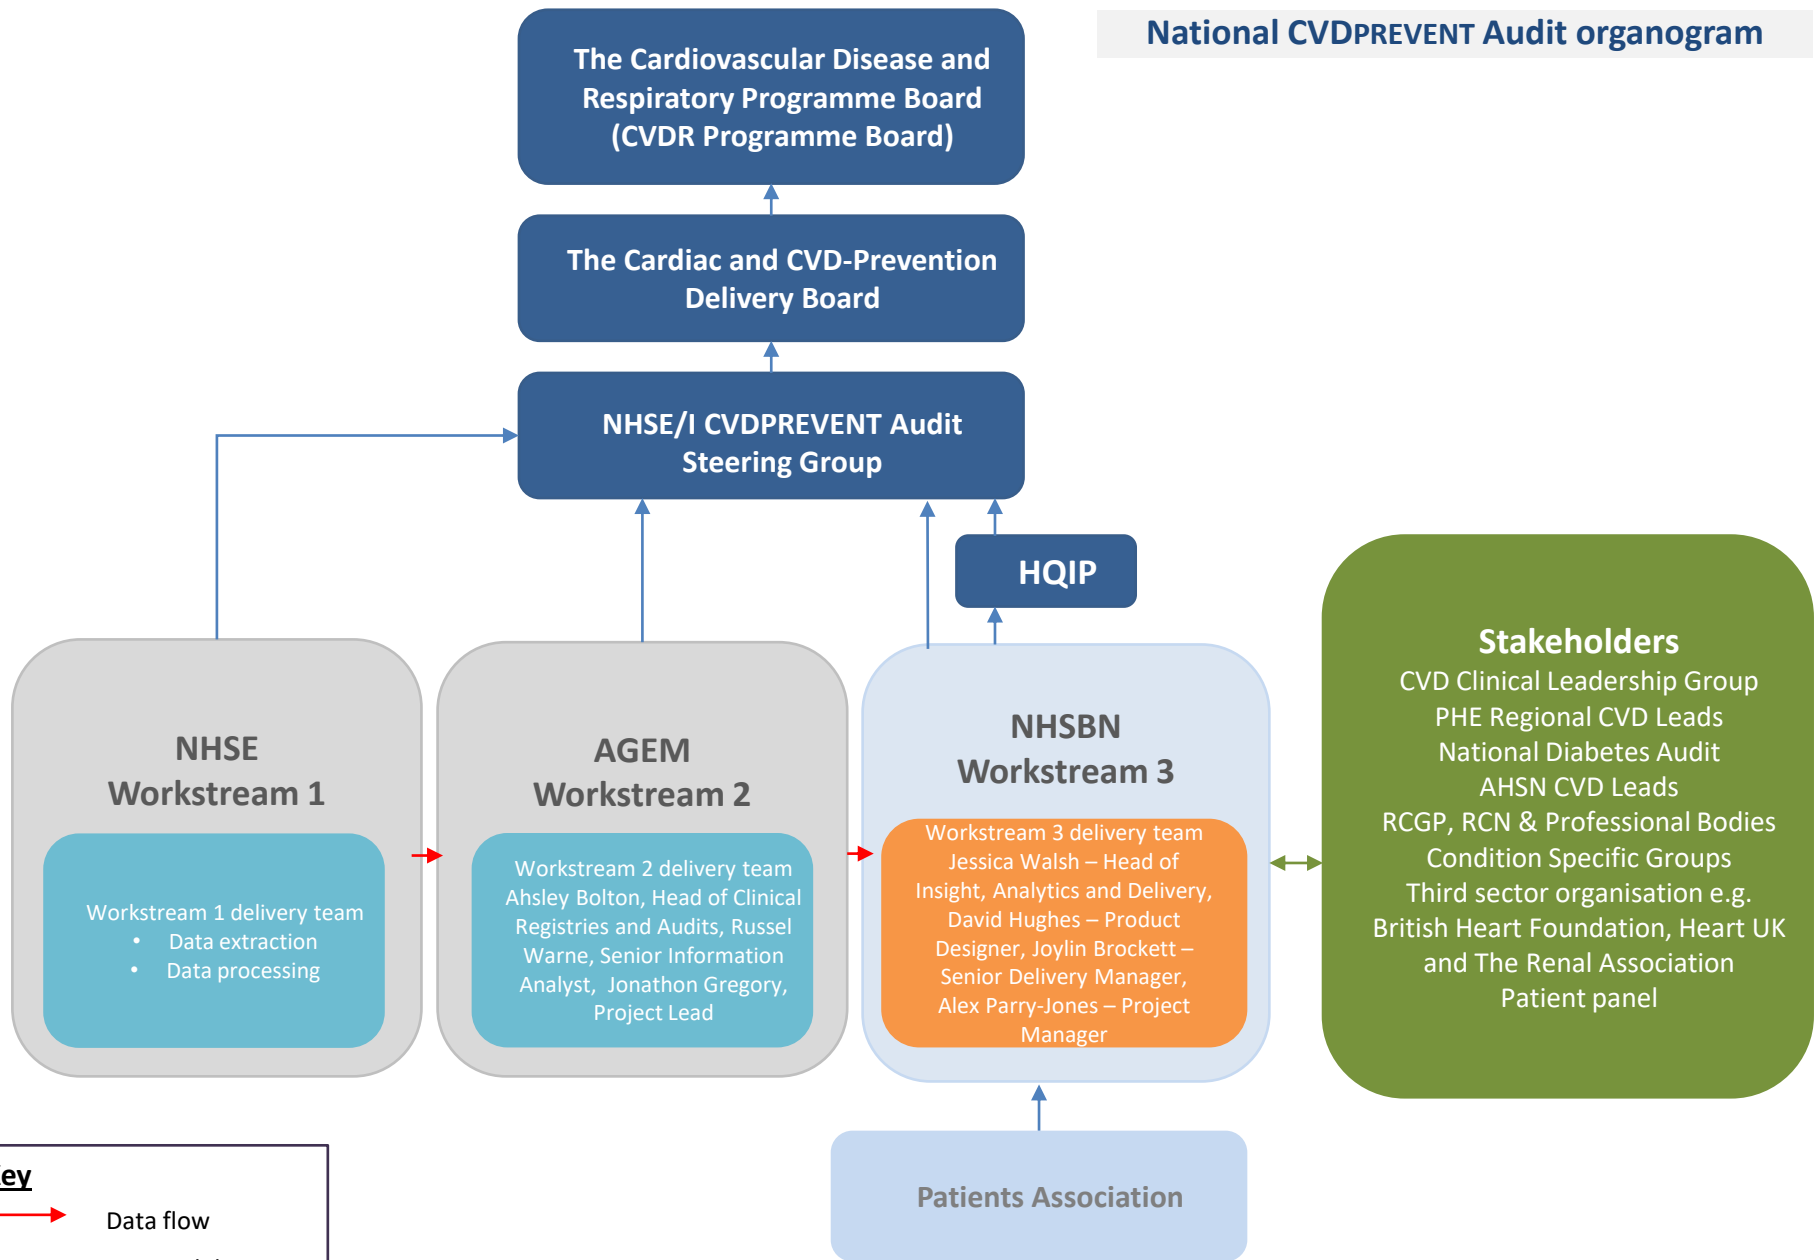 National CVDPREVENT Audit organogram
The Cardiovascular Disease and
Respiratory Programme Board
(CVDR Programme Board)
The Cardiac and CVD-Prevention
Delivery Board
NHSE/I CVDPREVENT Audit
Steering Group
HQIP
NHSE
Workstream 1
Workstream 1 delivery team
• Data extraction
• Data processing
AGEM
Workstream 2
Workstream 2 delivery team
Ahsley Bolton, Head of Clinical
Registries and Audits, Russel
Warne, Senior Information
Analyst, Jonathon Gregory,
Project Lead
NHSBN
Workstream 3
Workstream 3 delivery team
Jessica Walsh – Head of
Insight, Analytics and Delivery,
David Hughes – Product
Designer, Joylin Brockett –
Senior Delivery Manager,
Alex Parry-Jones – Project
Manager
Stakeholders
CVD Clinical Leadership Group
PHE Regional CVD Leads
National Diabetes Audit
AHSN CVD Leads
RCGP, RCN & Professional Bodies
Condition Specific Groups
Third sector organisation e.g.
British Heart Foundation, Heart UK
and The Renal Association
Patient panel
Patients Association
Key
Data flow